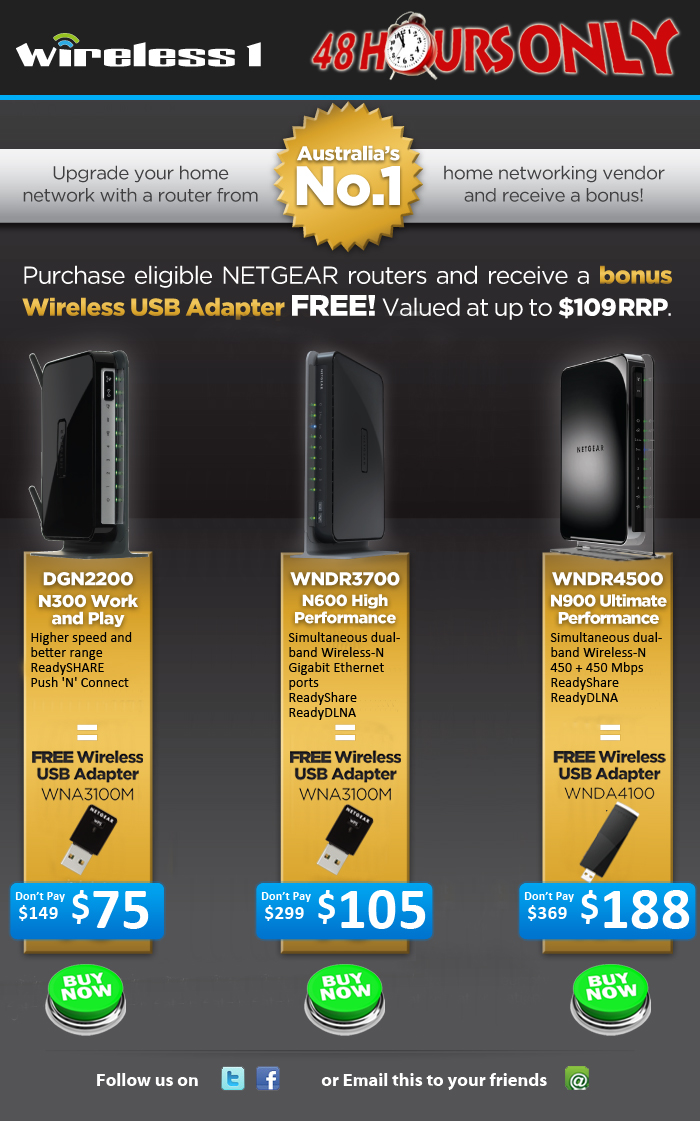 wireless 1
48 HOURS ONLY
Upgrade your home
network with a router from
Australia's
No.1
home networking vendor
and receive a bonus!
Purchase eligible NETGEAR routers and receive a bonus
Wireless USB Adapter FREE! Valued at up to $109RRP.
NETGEAR
DGN2200
N300 Work
and Play
Higher speed and
better range
ReadySHARE
Push 'N' Connect
=
FREE Wireless
USB Adapter
WNA3100M
NETGEAR
WPS
Don't Pay
$149
$75
BUY
NOW
WNDR3700
N600 High
Performance
Simultaneous dual-
band Wireless-N
Gigabit Ethernet
ports
ReadyShare
ReadyDLNA
=
FREE Wireless
USB Adapter
WNA3100M
NETGEAR
WPS
Don't Pay
$299
$105
BUY
NOW
WNDR4500
N900 Ultimate
Performance
Simultaneous dual-
band Wireless-N
450 + 450 Mbps
ReadyShare
ReadyDLNA
=
FREE Wireless
USB Adapter
WNDA4100
Don't Pay
$369
$188
BUY
NOW
Follow us on
or Email this to your friends